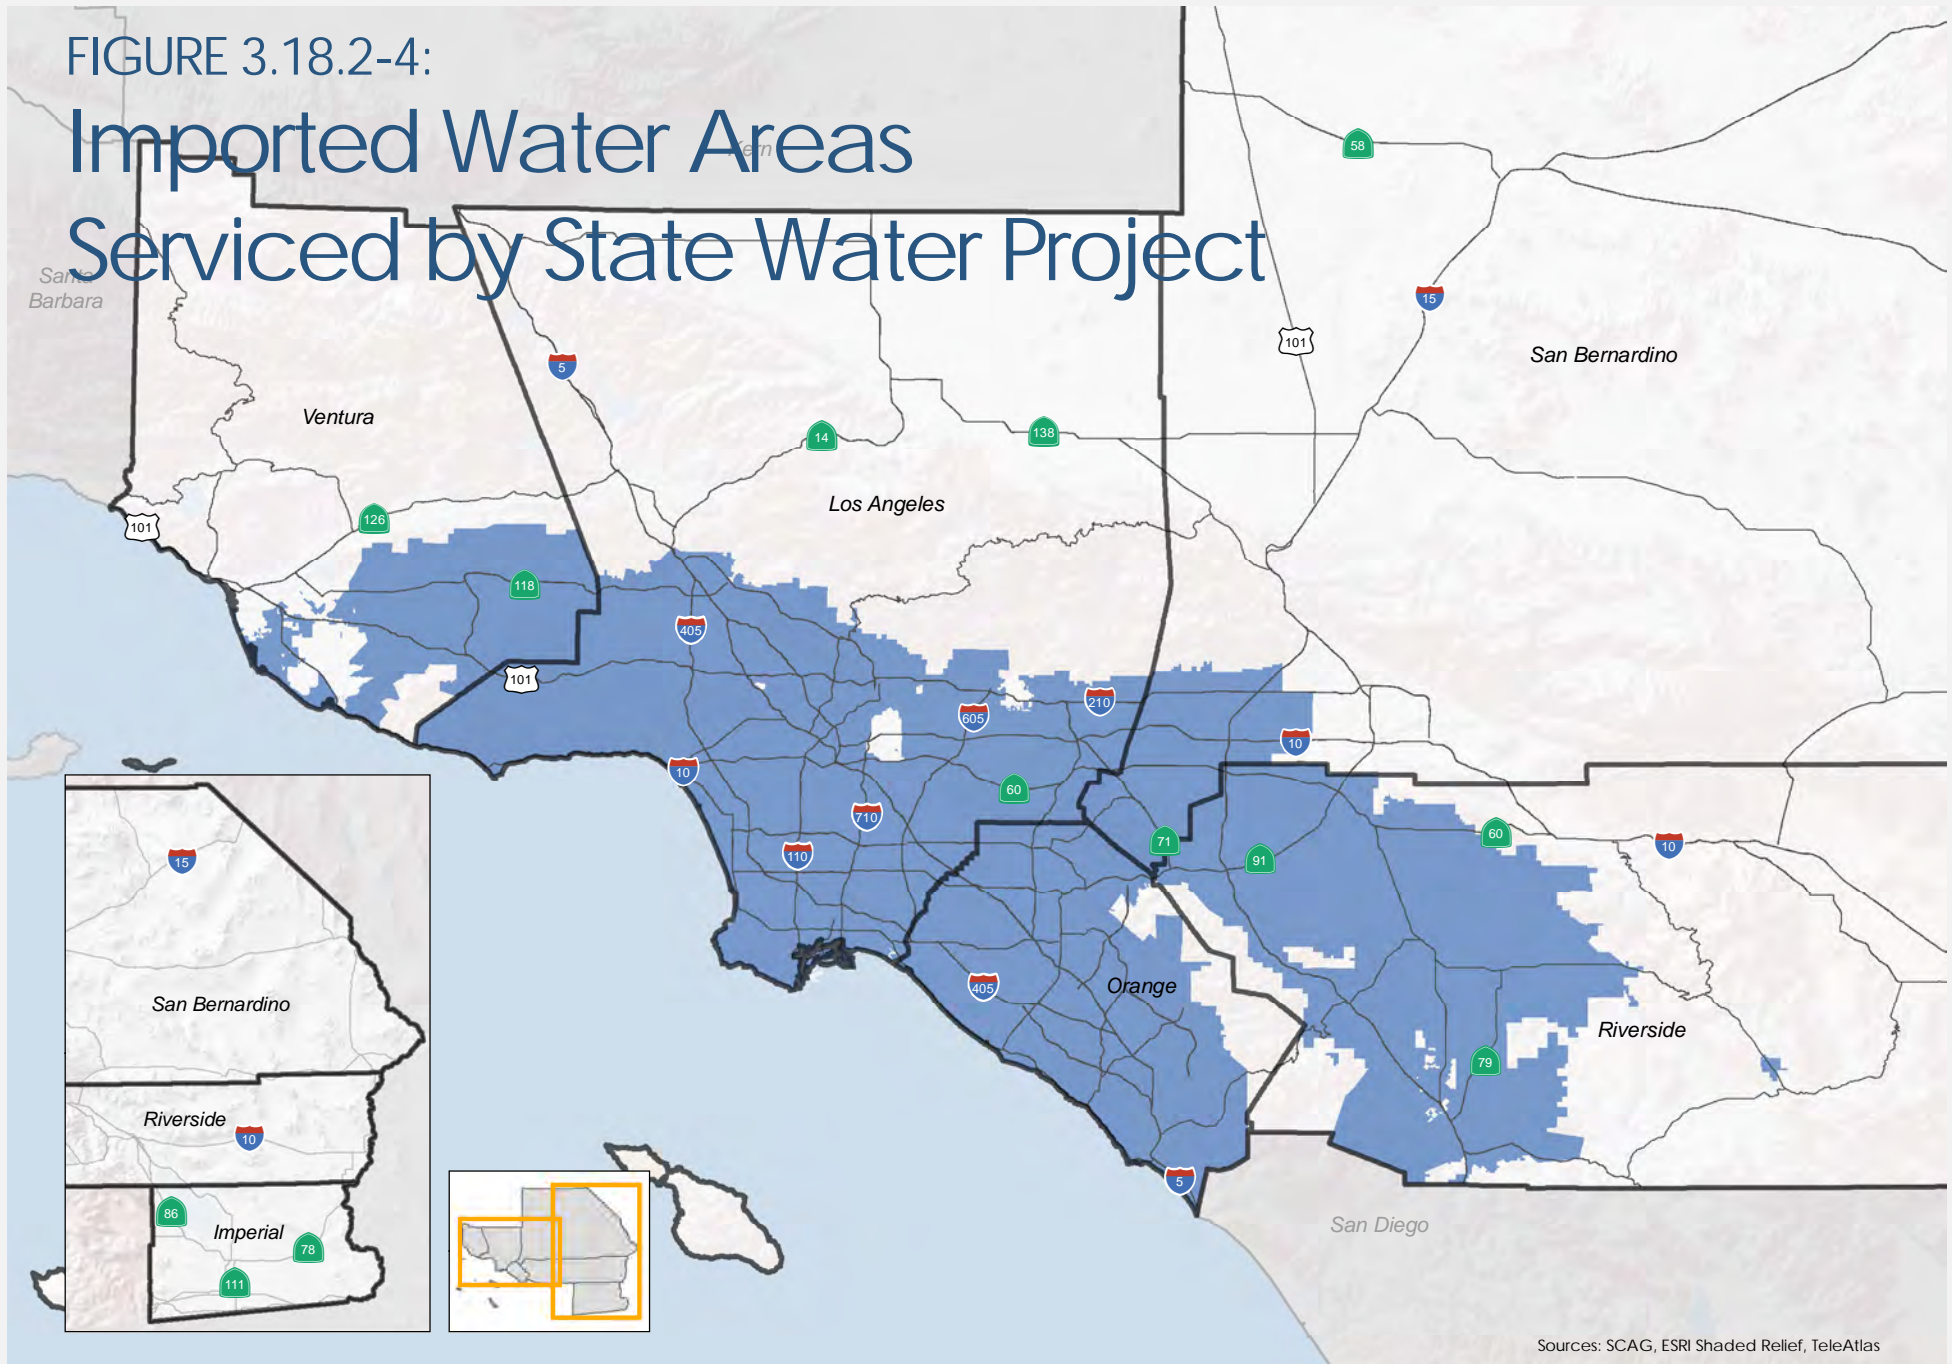 FIGURE 3.18.2-4:
Imported Water Areas
Serviced by State Water Project
Kern
58
Santa
Barbara
15
101
San Bernardino
5
Ventura
14
138
Los Angeles
126
101
118
405
101
210
605
10
10
60
710
71
60
110
91
10
15
405
Orange
San Bernardino
Riverside
79
Riverside
10
5
86
Imperial
78
111
San Diego
Sources: SCAG, ESRI Shaded Relief, TeleAtlas